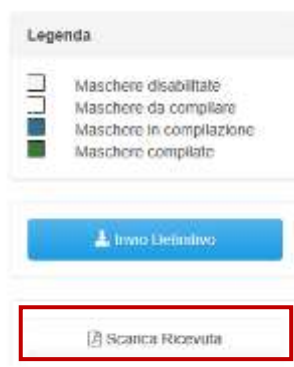 Legenda
Maschere disabilitate
Maschere da compilare
Maschere in compilazione
Maschere compilate
Invio Definitivo
Scarica Ricevuta